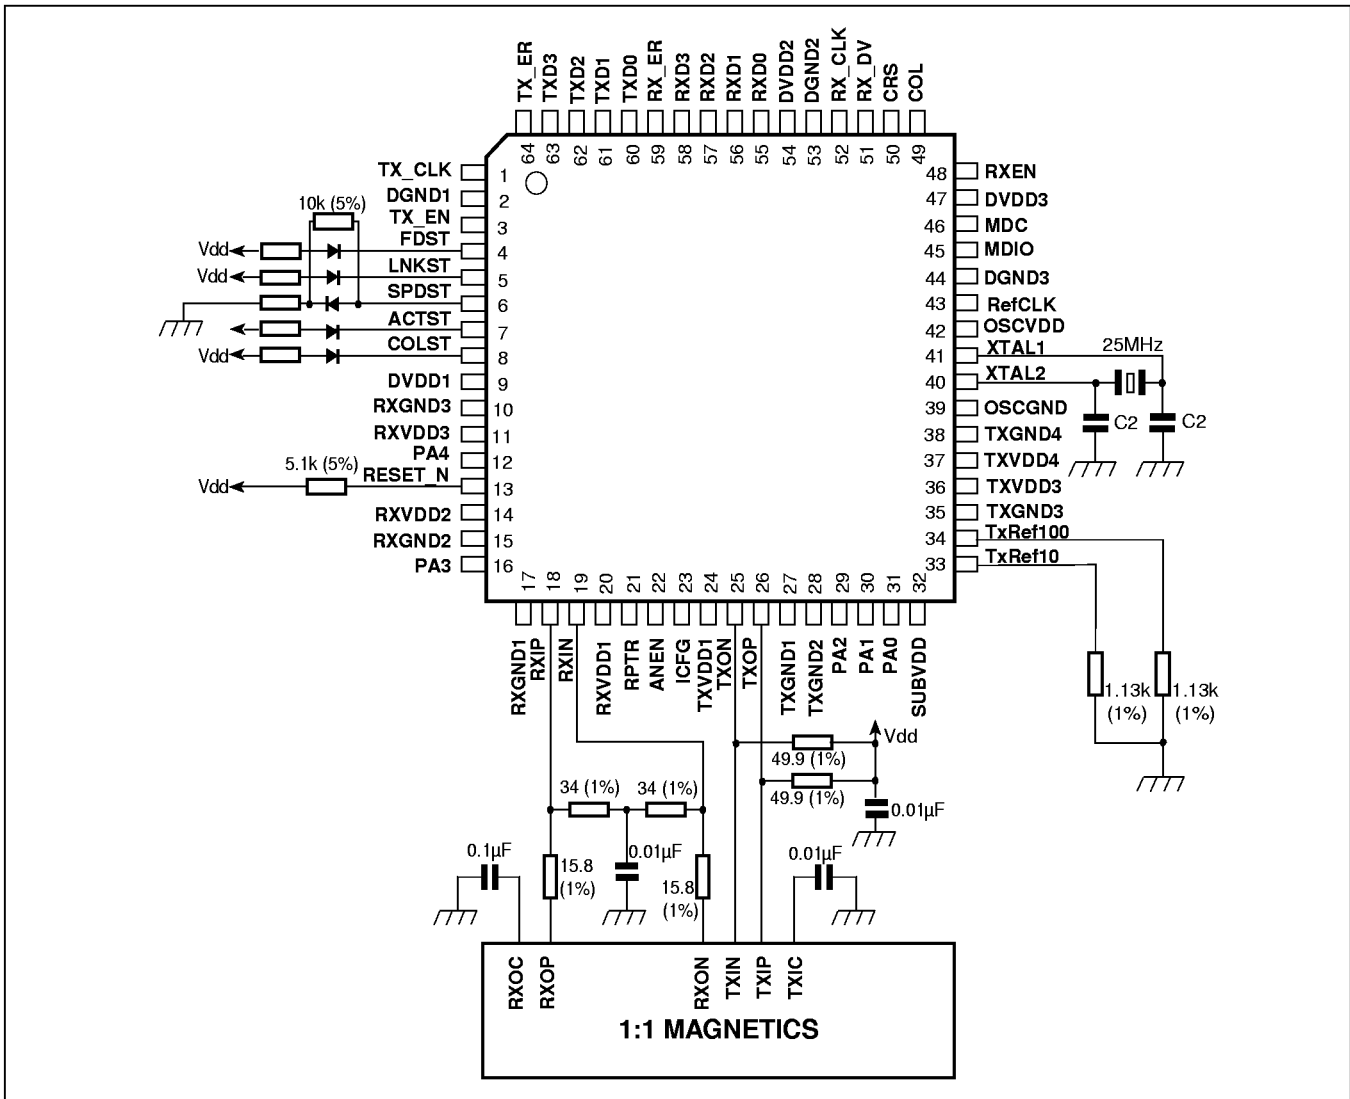 TX_ER
TXD3
TXD2
TXD1
TXD0
RX_ER
RXD3
RXD2
RXD1
RXD0
DVDD2
DGND2
RX_CLK
RX_DV
CRS
COL
64
63
62
61
60
59
58
57
56
55
54
53
52
51
50
49
TX_CLK
1
DGND1
2
10k (5%)
TX_EN
3
Vdd
FDST
4
Vdd
LNKST
5
SPDST
6
ACTST
7
Vdd
COLST
8
DVDD1
9
RXGND3
10
RXVDD3
11
PA4
12
5.1k (5%)
Vdd
RESET_N
13
RXVDD2
14
RXGND2
15
PA3
16
48
RXEN
47
DVDD3
46
MDC
45
MDIO
44
DGND3
43
RefCLK
42
OSCVDD
41
XTAL1
25MHz
40
XTAL2
C2
C2
39
OSCGND
38
TXGND4
37
TXVDD4
36
TXVDD3
35
TXGND3
34
TxRef100
33
TxRef10
17
18
19
20
21
22
23
24
25
26
27
28
29
30
31
32
RXGND1
RXIP
RXIN
RXVDD1
RPTR
ANEN
ICFG
TXVDD1
TXON
TXOP
TXGND1
TXGND2
PA2
PA1
PA0
SUBVDD
1.13k
(1%)
1.13k
(1%)
Vdd
49.9 (1%)
49.9 (1%)
0.01µF
34 (1%)
34 (1%)
0.1µF
15.8
(1%)
0.01µF
15.8
(1%)
0.01µF
RXOC
RXOP
RXON
TXIN
TXIP
TXIC
1:1 MAGNETICS